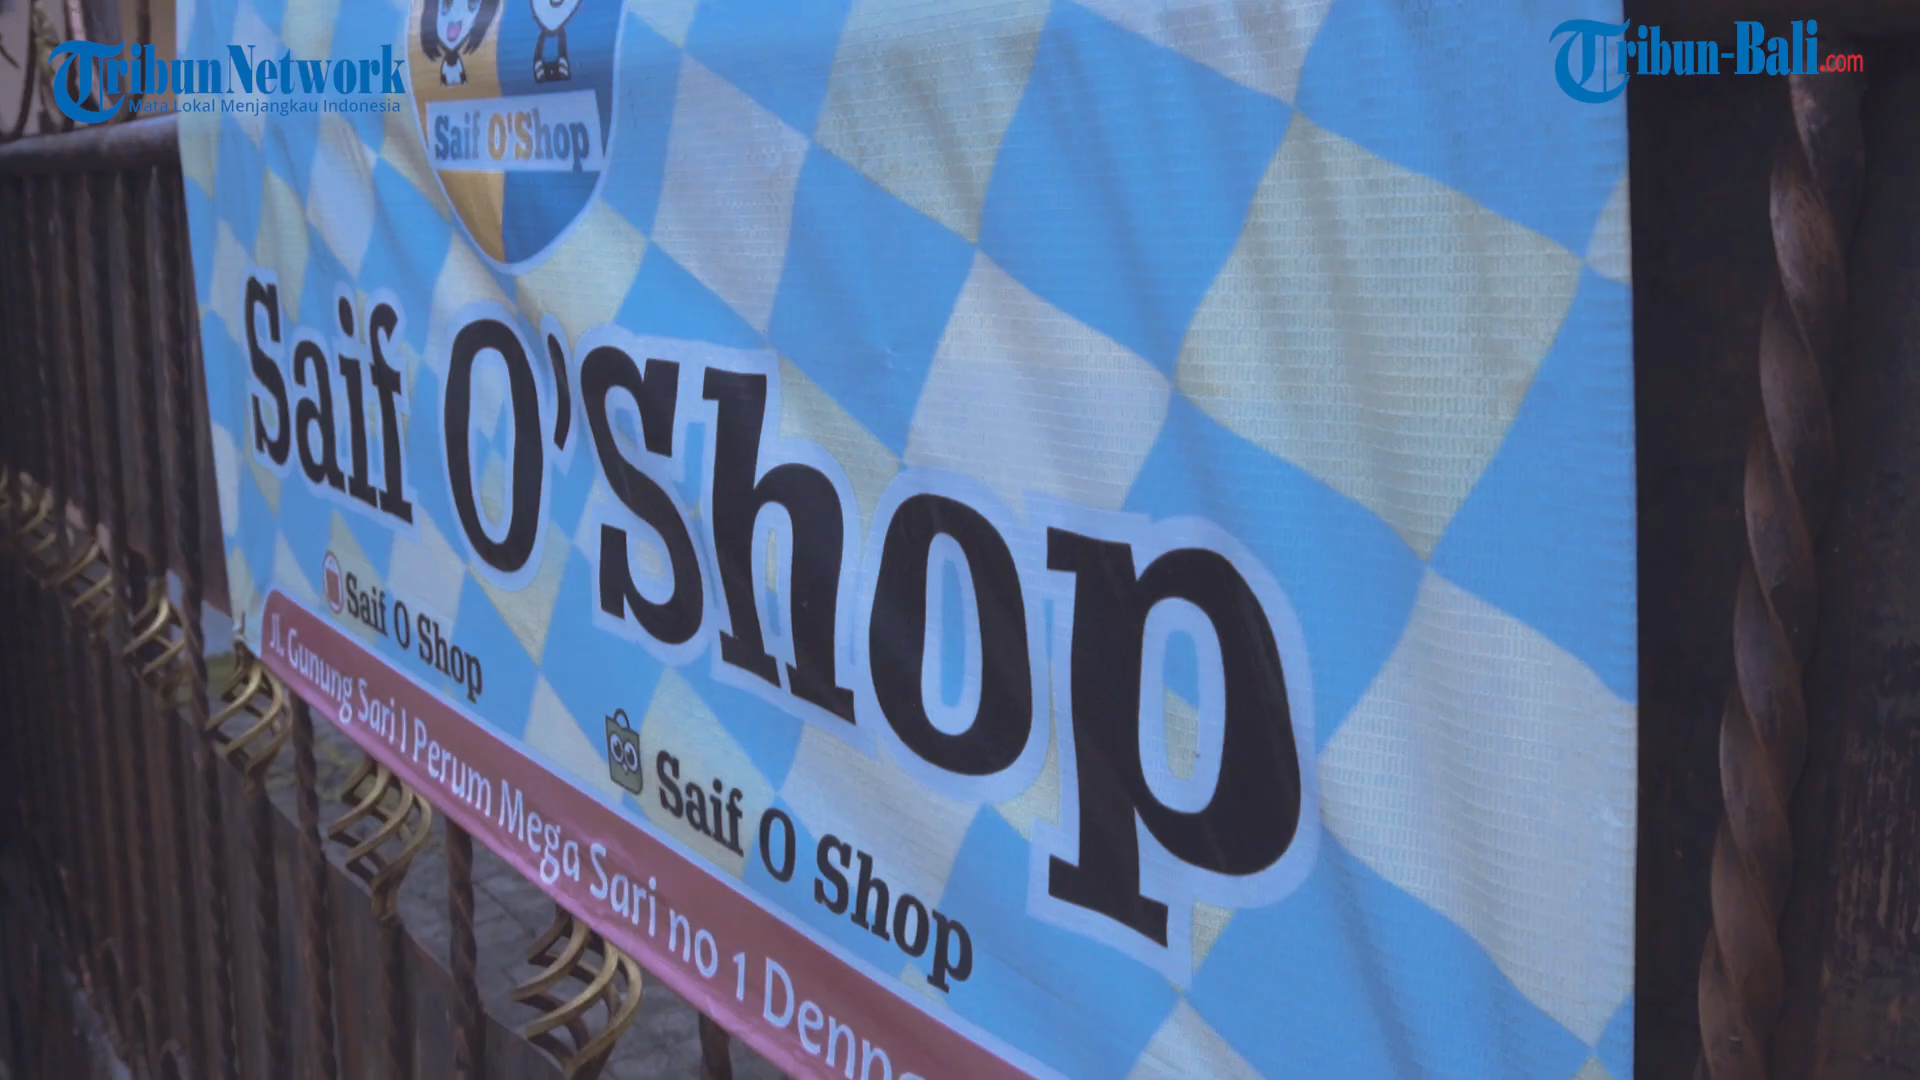 TribunNetwork
Mata Lokal Menjangkau Indonesia
Tribun-Bali.com
Saif O'Shop
Saif O'Shop
Saif O Shop
Saif O Shop
Jl. Gunung Sari | Perum Mega Sari no 1